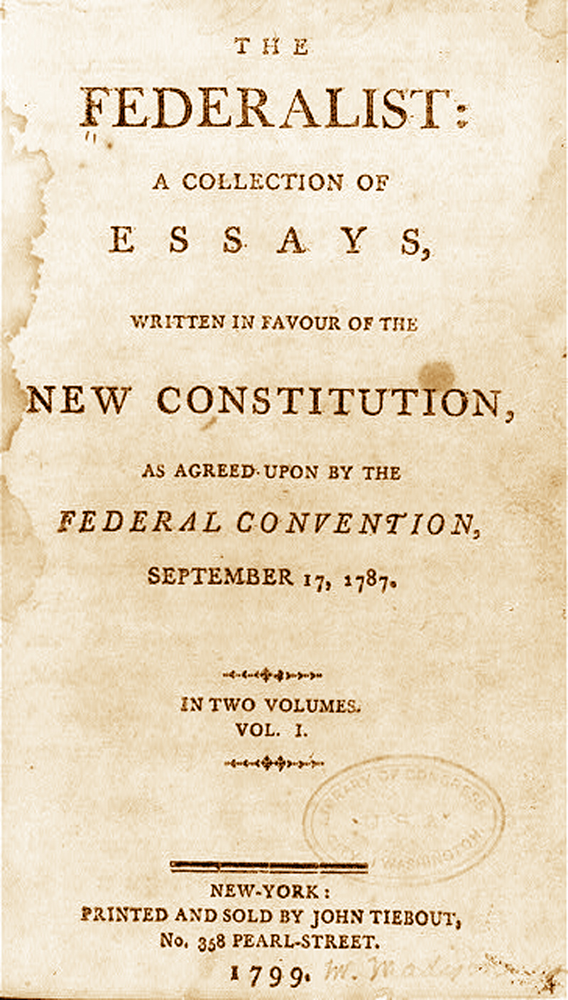 THE
FEDERALIST:
A COLLECTION OF
ESSAYS,
WRITTEN IN FAVOUR OF THE
NEW CONSTITUTION,
AS AGREED UPON BY THE
FEDERAL CONVENTION,
SEPTEMBER 17, 1787.
IN TWO VOLUMES.
VOL. I.
LIBRARY OF CONGRESS
WASHINGTON
NEW-YORK:
PRINTED AND SOLD BY JOHN TIEBOUT,
No. 358 PEARL-STREET.
1799.